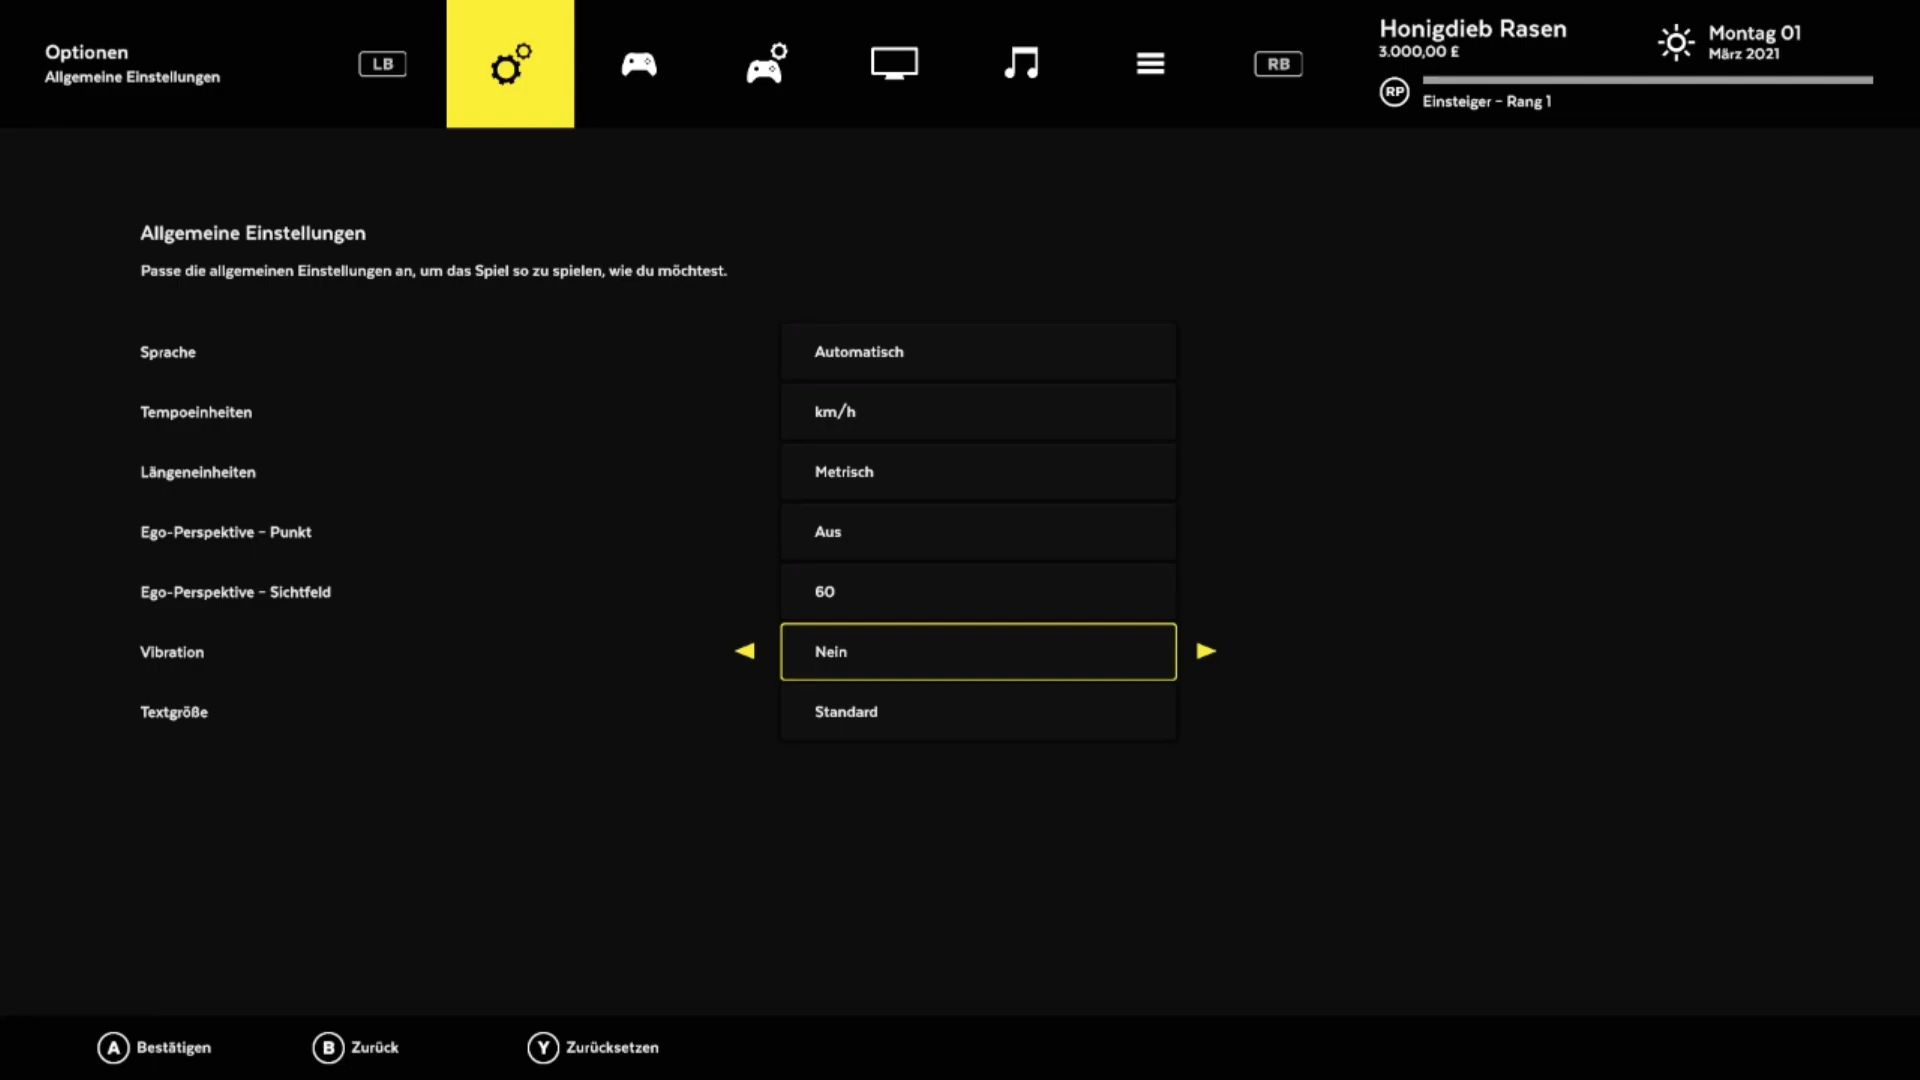 Optionen
Allgemeine Einstellungen
LB
RB
Honigdieb Rasen
3.000,00 £
Montag 01
März 2021
RP
Einsteiger - Rang 1
Allgemeine Einstellungen
Passe die allgemeinen Einstellungen an, um das Spiel so zu spielen, wie du möchtest.
Sprache
Automatisch
Tempoeinheiten
km/h
Längeneinheiten
Metrisch
Ego-Perspektive - Punkt
Aus
Ego-Perspektive - Sichtfeld
60
Vibration
Nein
Textgröße
Standard
A Bestätigen
B Zurück
Y Zurücksetzen